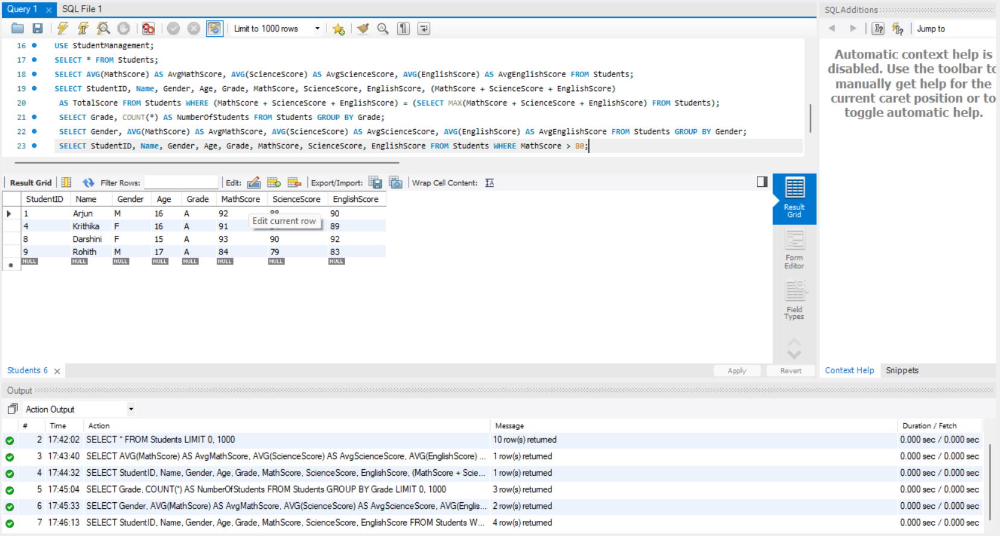 Query 1 SQL File 1
Limit to 1000 rows
16 USE StudentManagement;
17 SELECT * FROM Students;
18 SELECT AVG(MathScore) AS AvgMathScore, AVG(ScienceScore) AS AvgScienceScore, AVG(EnglishScore) AS AvgEnglishScore FROM Students;
19 SELECT StudentID, Name, Gender, Age, Grade, MathScore, ScienceScore, EnglishScore, (MathScore + ScienceScore + EnglishScore)
20 AS TotalScore FROM Students WHERE (MathScore + ScienceScore + EnglishScore) = (SELECT MAX(MathScore + ScienceScore + EnglishScore) FROM Students);
21 SELECT Grade, COUNT(*) AS NumberOfStudents FROM Students GROUP BY Grade;
22 SELECT Gender, AVG(MathScore) AS AvgMathScore, AVG(ScienceScore) AS AvgScienceScore, AVG(EnglishScore) AS AvgEnglishScore FROM Students GROUP BY Gender;
23 SELECT StudentID, Name, Gender, Age, Grade, MathScore, ScienceScore, EnglishScore FROM Students WHERE MathScore > 80;
Result Grid Filter Rows: Edit: Export/Import: Wrap Cell Content:
StudentID Name Gender Age Grade MathScore ScienceScore EnglishScore
1 Arjun M 16 A 92 90
Edit current row
4 Krithika F 16 A 91 89
8 Darshini F 15 A 93 90 92
9 Rohith M 17 A 84 79 83
NULL NULL NULL NULL NULL NULL NULL NULL
Result
Grid
Form
Editor
Field
Types
Students 6 Apply Revert
SQLAdditions
Jump to
Automatic context help is
disabled. Use the toolbar to
manually get help for the
current caret position or to
toggle automatic help.
Context Help Snippets
Output
Action Output
# Time Action Message Duration / Fetch
2 17:42:02 SELECT * FROM Students LIMIT 0, 1000 10 row(s) returned 0.000 sec / 0.000 sec
3 17:43:40 SELECT AVG(MathScore) AS AvgMathScore, AVG(ScienceScore) AS AvgScienceScore, AVG(EnglishScore) ... 1 row(s) returned 0.000 sec / 0.000 sec
4 17:44:32 SELECT StudentID, Name, Gender, Age, Grade, MathScore, ScienceScore, EnglishScore, (MathScore + Scie... 1 row(s) returned 0.000 sec / 0.000 sec
5 17:45:04 SELECT Grade, COUNT(*) AS NumberOfStudents FROM Students GROUP BY Grade LIMIT 0, 1000 3 row(s) returned 0.000 sec / 0.000 sec
6 17:45:33 SELECT Gender, AVG(MathScore) AS AvgMathScore, AVG(ScienceScore) AS AvgScienceScore, AVG(Englis... 2 row(s) returned 0.000 sec / 0.000 sec
7 17:46:13 SELECT StudentID, Name, Gender, Age, Grade, MathScore, ScienceScore, EnglishScore FROM Students W... 4 row(s) returned 0.000 sec / 0.000 sec